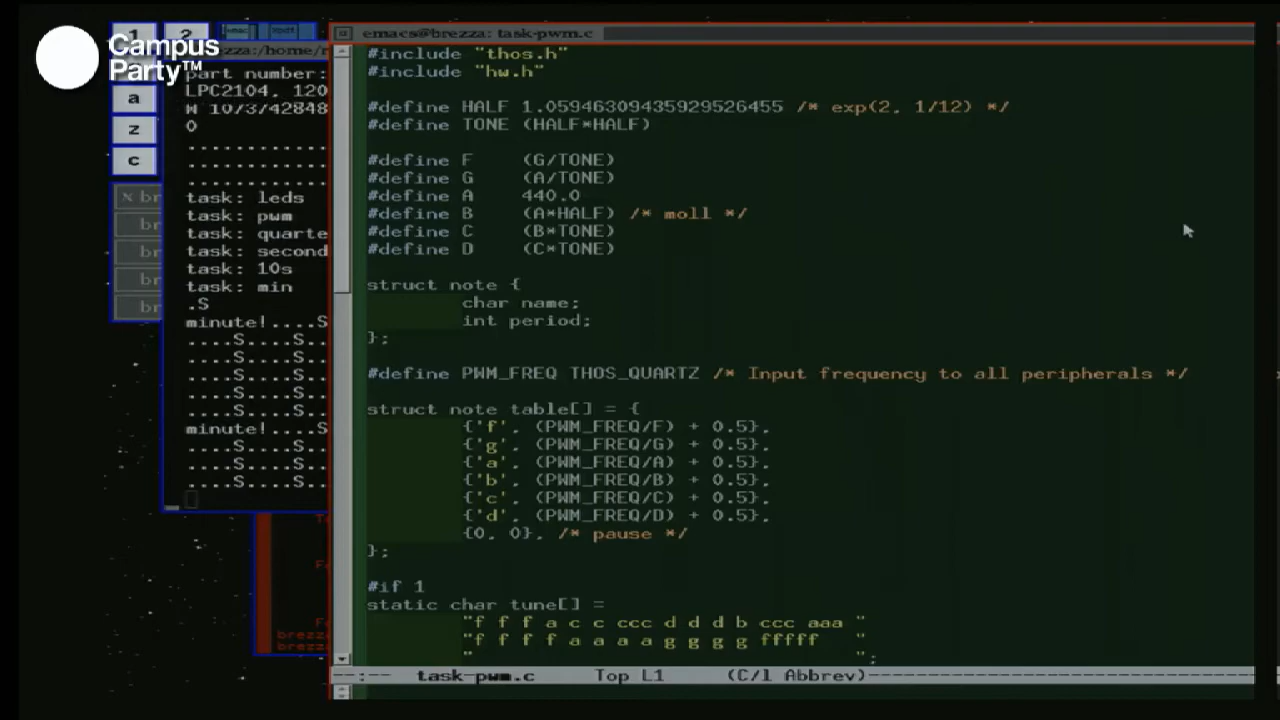 Campus
Party™
1 2
a
z
c
part number:
LPC2104, 120
0
task: leds
task: pwm
task: quarte
task: second
task: 10s
task: min
.S
minute!....S
....S....S..
....S....S..
....S....S..
....S....S..
....S....S..
minute!....S
....S....S..
....S....S..
....S....S..
emacs@brezza: task-pwm.c
#include "thos.h"
#include "hw.h"
#define HALF 1.0594630943592952​6455 /* exp(2, 1/12) */
#define TONE (HALF*HALF)
#define F (G/TONE)
#define G (A/TONE)
#define A 440.0
#define B (A*HALF) /* moll */
#define C (B*TONE)
#define D (C*TONE)
struct note {
char name;
int period;
};
#define PWM_FREQ THOS_QUARTZ /* Input frequency to all peripherals */
struct note table[] = {
{'f', (PWM_FREQ/F) + 0.5},
{'g', (PWM_FREQ/G) + 0.5},
{'a', (PWM_FREQ/A) + 0.5},
{'b', (PWM_FREQ/B) + 0.5},
{'c', (PWM_FREQ/C) + 0.5},
{'d', (PWM_FREQ/D) + 0.5},
{0, 0}, /* pause */
};
#if 1
static char tune[] =
"f f f a c c ccc d d d b ccc aaa "
"f f f f a a a a g g g g fffff "
" ";
--:-- task-pwm.c Top L1 (C/l Abbrev)